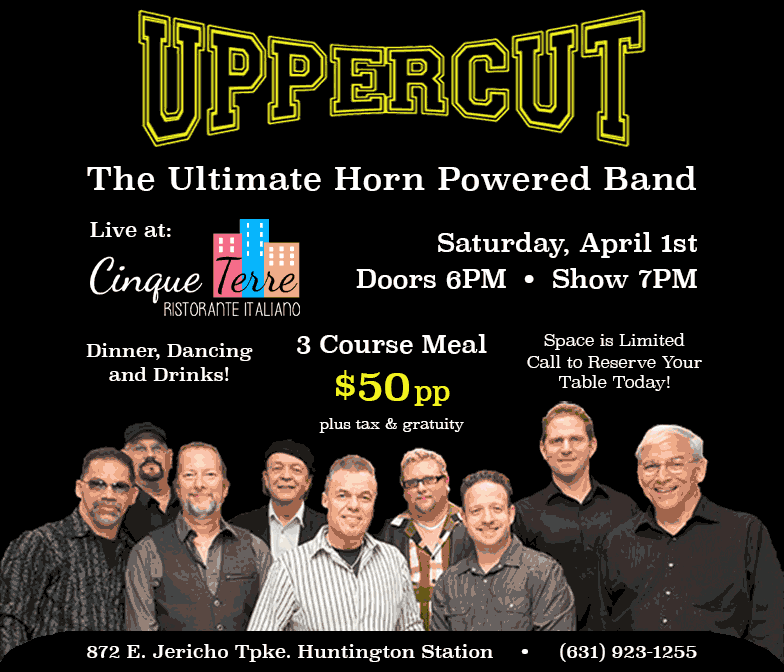 UPPERCUT
The Ultimate Horn Powered Band
Live at:
Cinque Terre
RISTORANTE ITALIANO
Saturday, April 1st
Doors 6PM • Show 7PM
Dinner, Dancing
and Drinks!
3 Course Meal
$50 pp
plus tax & gratuity
Space is Limited
Call to Reserve Your
Table Today!
872 E. Jericho Tpke. Huntington Station • (631) 923-1255